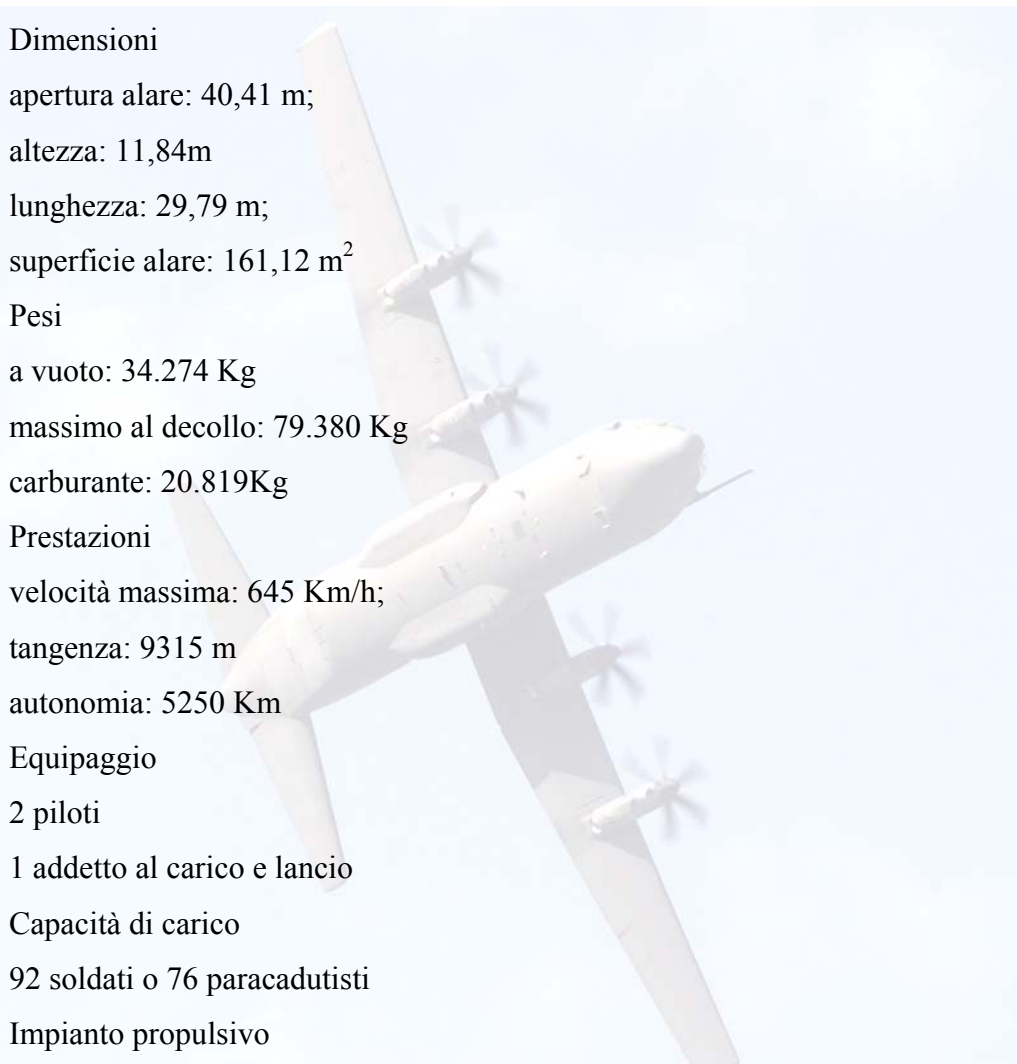 Dimensioni
apertura alare: 40,41 m;
altezza: 11,84m
lunghezza: 29,79 m;
superficie alare: 161,12 m²
Pesi
a vuoto: 34.274 Kg
massimo al decollo: 79.380 Kg
carburante: 20.819Kg
Prestazioni
velocità massima: 645 Km/h;
tangenza: 9315 m
autonomia: 5250 Km
Equipaggio
2 piloti
1 addetto al carico e lancio
Capacità di carico
92 soldati o 76 paracadutisti
Impianto propulsivo